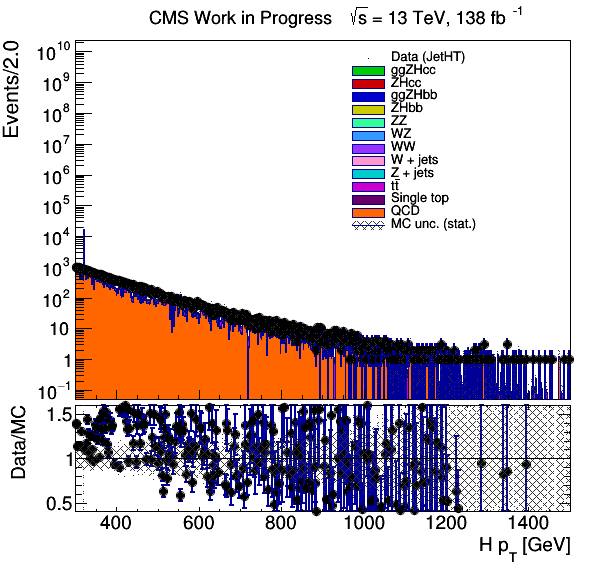 CMS Work in Progress √s = 13 TeV, 138 fb⁻¹
Events/2.0
10¹⁰
10⁹
10⁸
10⁷
10⁶
10⁵
10⁴
10³
10²
10
1
10⁻¹
Data (JetHT)
ggZHcc
ZHcc
ggZHbb
ZHbb
ZZ
WZ
WW
W + jets
Z + jets
tt̄
Single top
QCD
MC unc. (stat.)
Data/MC
1.5
1
0.5
400 600 800 1000 1200 1400
H p_T [GeV]